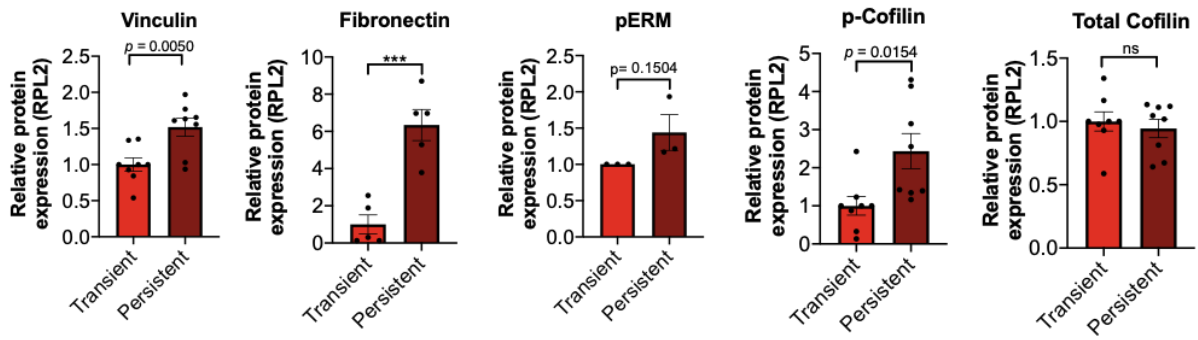 Vinculin
p = 0.0050
Relative protein
expression (RPL2)
2.5
2.0
1.5
1.0
0.5
0.0
Transient
Persistent
Fibronectin
***
Relative protein
expression (RPL2)
10
8
6
4
2
0
Transient
Persistent
pERM
p= 0.1504
Relative protein
expression (RPL2)
2.5
2.0
1.5
1.0
0.5
0.0
Transient
Persistent
p-Cofilin
p = 0.0154
Relative protein
expression (RPL2)
5
4
3
2
1
0
Transient
Persistent
Total Cofilin
ns
Relative protein
expression (RPL2)
1.5
1.0
0.5
0.0
Transient
Persistent